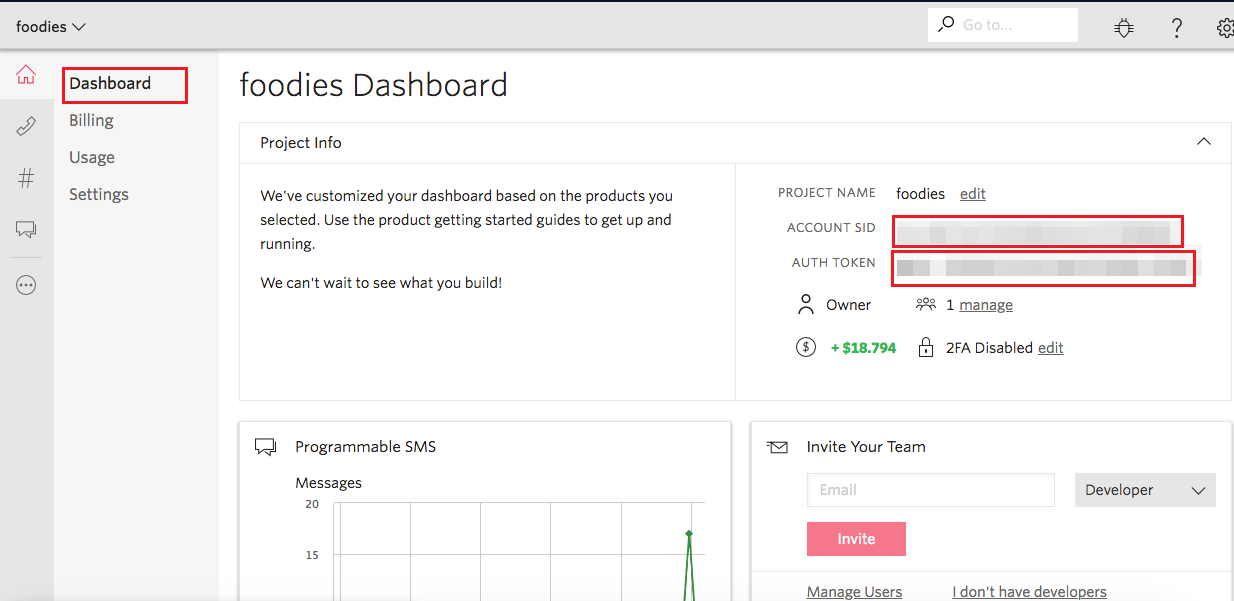 foodies
Go to...
Dashboard
Billing
Usage
Settings
foodies Dashboard
Project Info
We've customized your dashboard based on the products you
selected. Use the product getting started guides to get up and
running.
We can't wait to see what you build!
PROJECT NAME foodies edit
ACCOUNT SID
AUTH TOKEN
Owner 1 manage
$ + $18.794 2FA Disabled edit
Programmable SMS
Messages
20
15
Invite Your Team
Email Developer
Invite
Manage Users I don't have developers